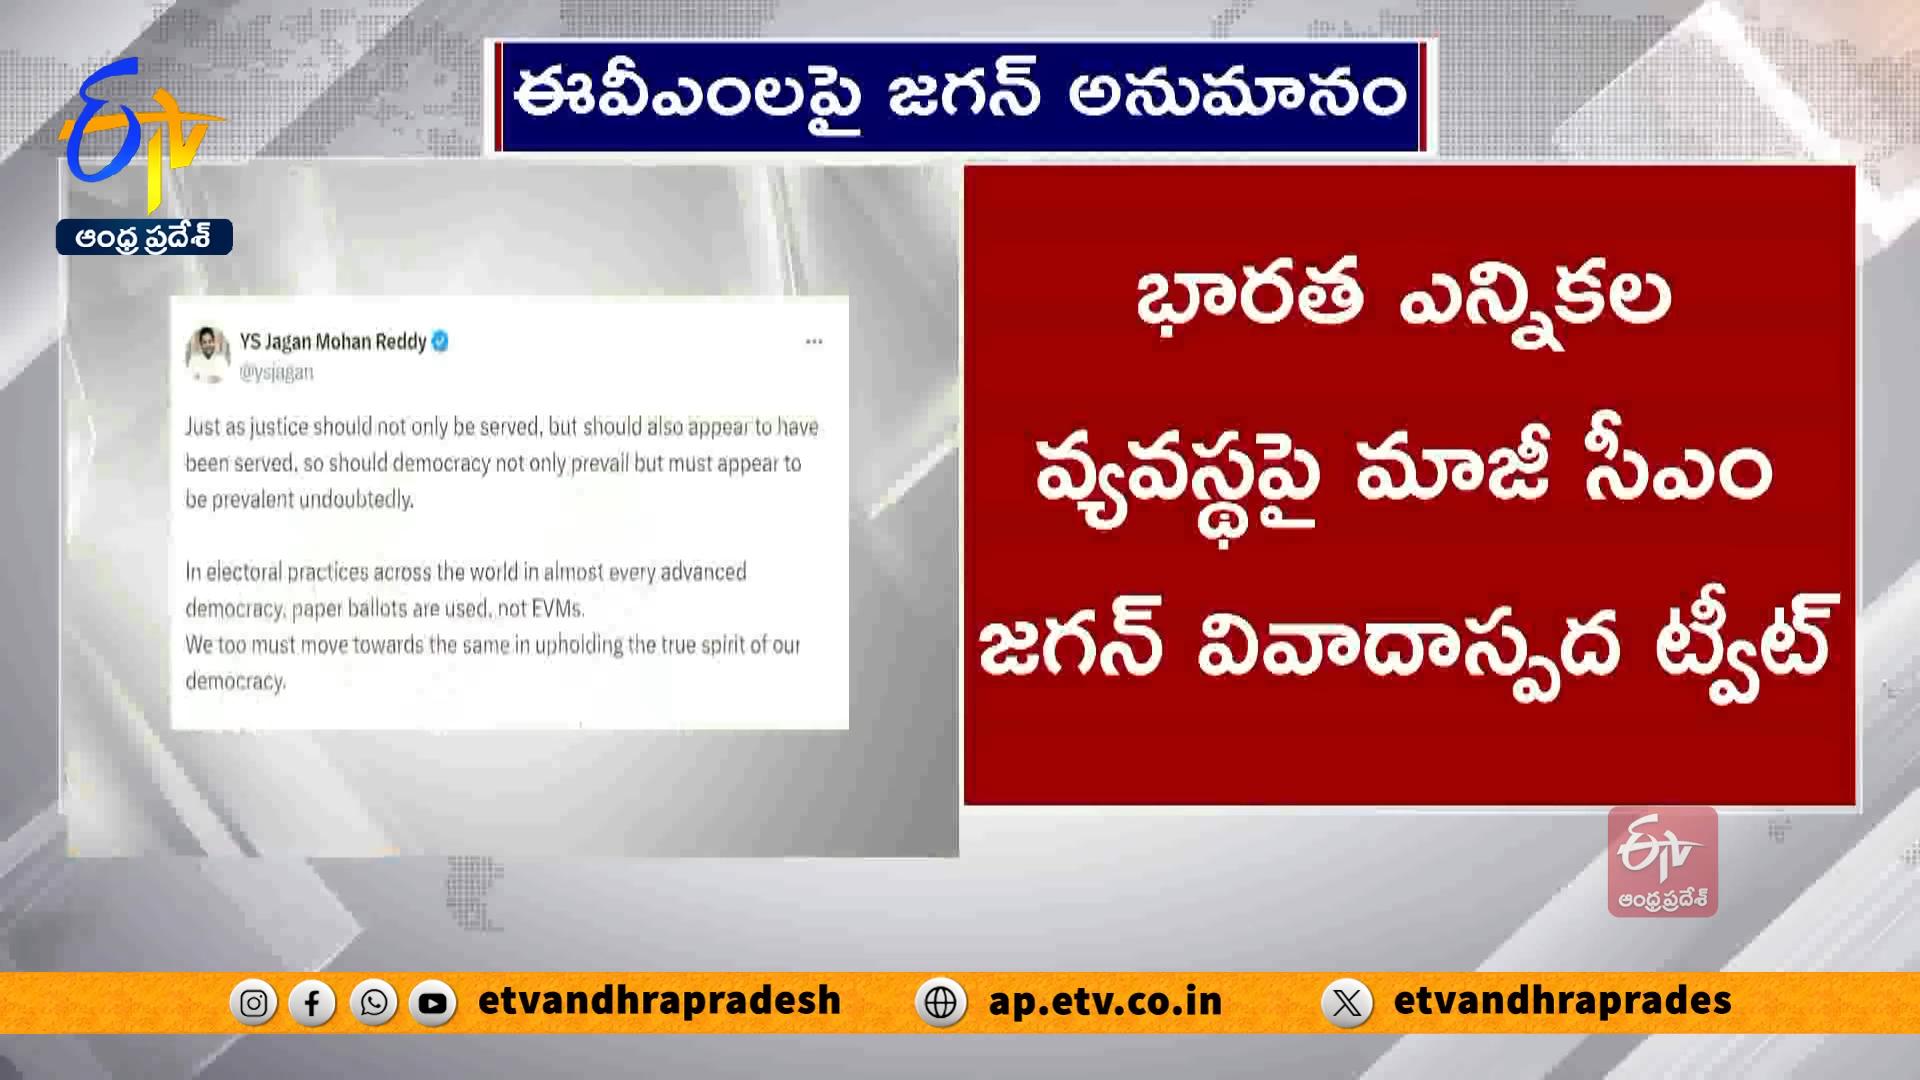 ఈవీఎంలపై జగన్ అనుమానం
ఈTV
ఆంధ్ర ప్రదేశ్
YS Jagan Mohan Reddy
@ysjagan
Just as justice should not only be served, but should also appear to have
been served, so should democracy not only prevail but must appear to
be prevalent undoubtedly.
In electoral practices across the world in almost every advanced
democracy, paper ballots are used, not EVMs.
We too must move towards the same in upholding the true spirit of our
democracy.
భారత ఎన్నికల
వ్యవస్థపై మాజీ సీఎం
జగన్ వివాదాస్పద ట్వీట్
ఈTV
ఆంధ్రప్రదేశ్
etvandhrapradesh
ap.etv.co.in
etvandhraprades